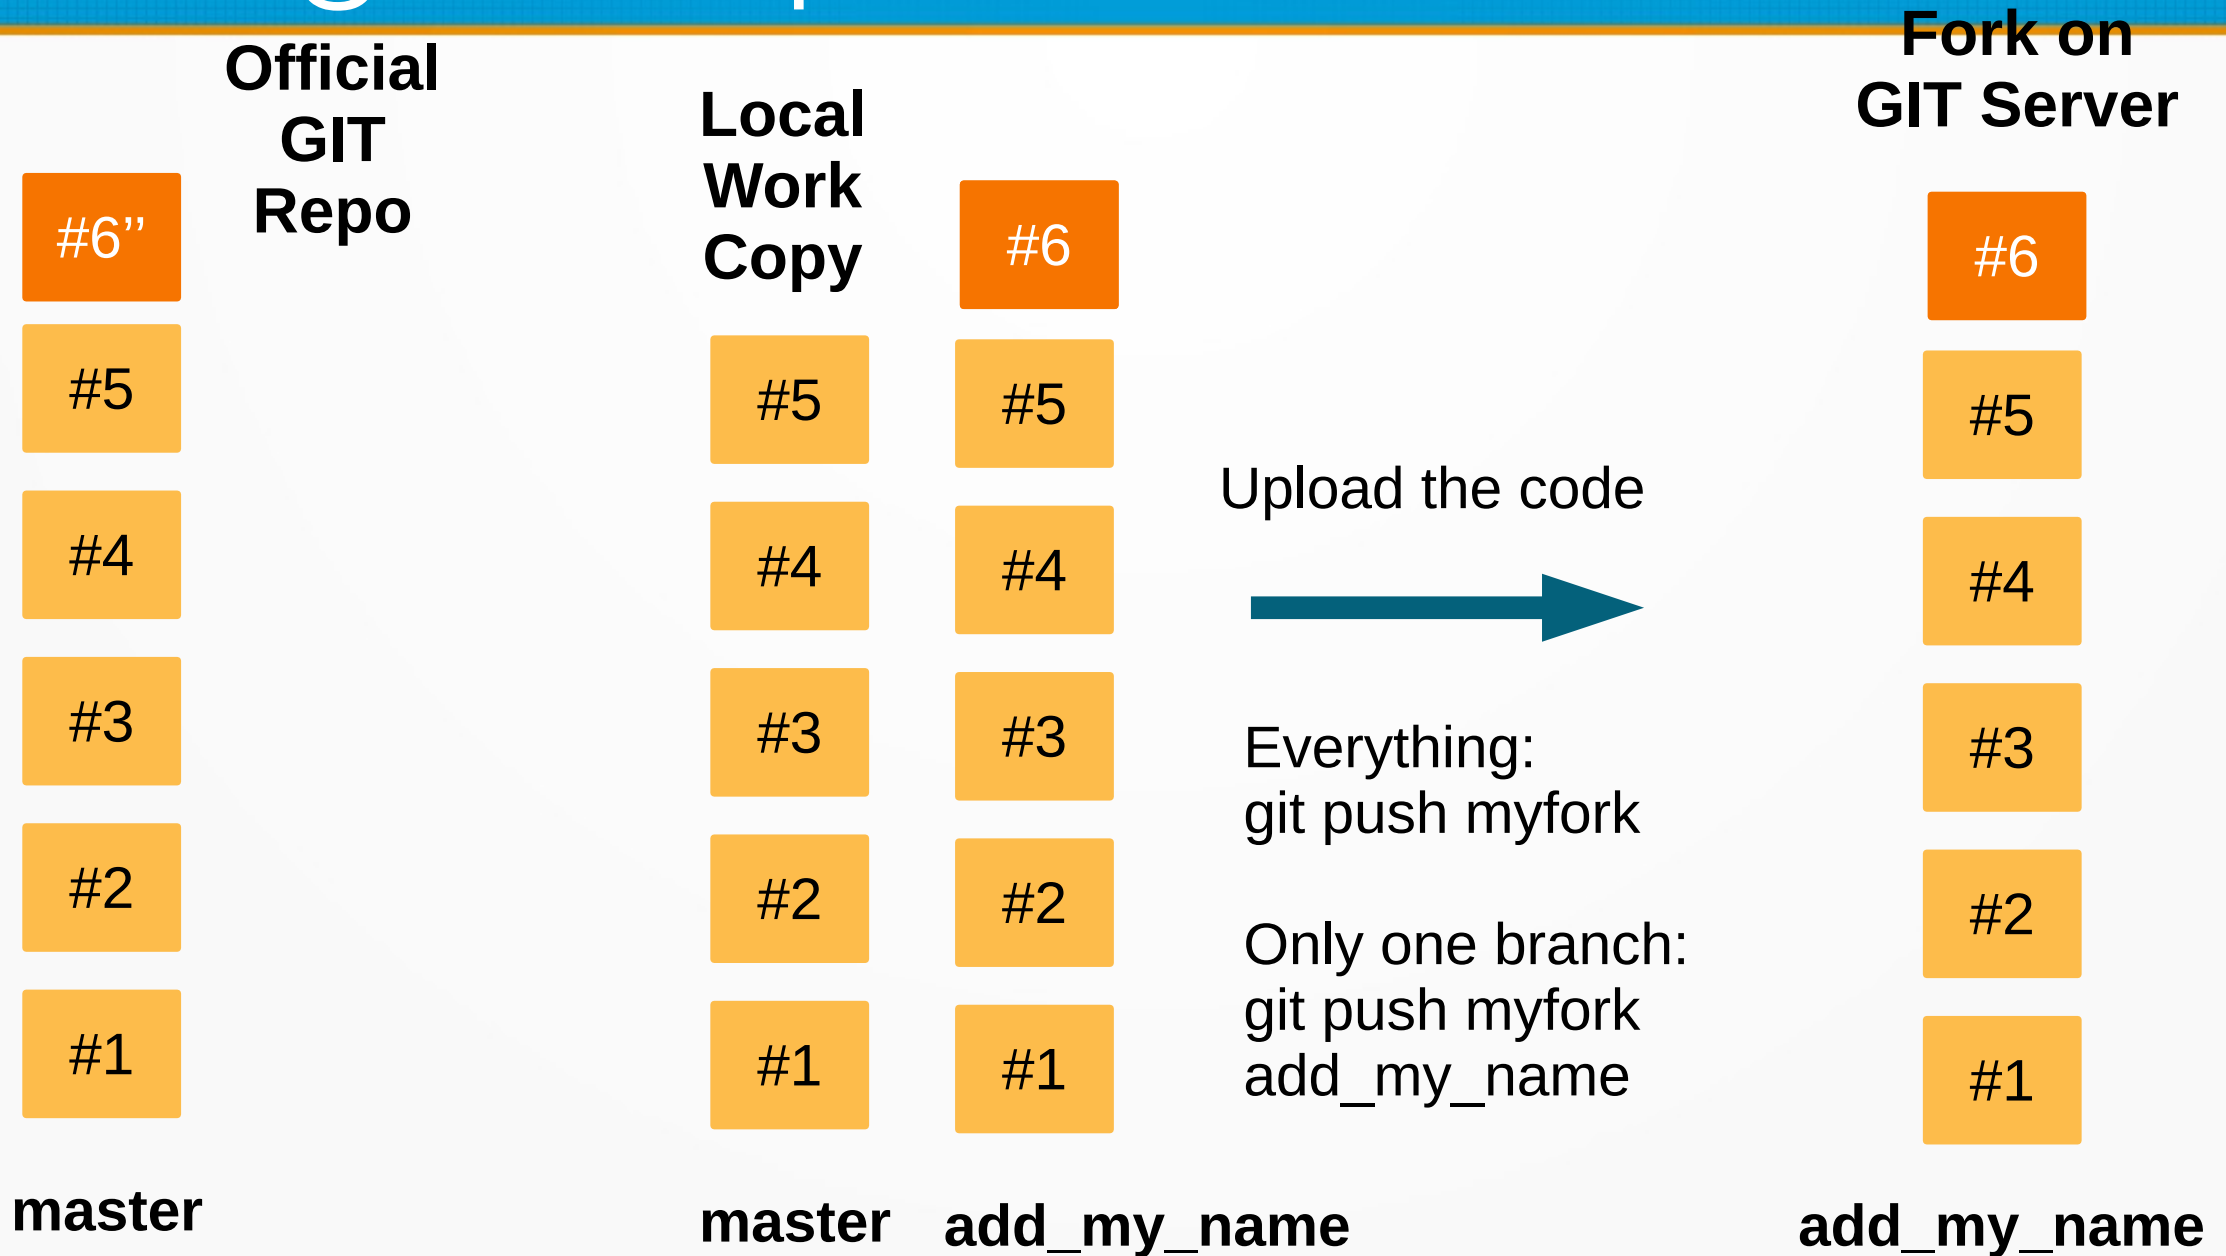 Official
GIT
Repo
#6’’
#5
#4
#3
#2
#1
master
Local
Work
Copy
#5
#4
#3
#2
#1
master
#6
#5
#4
#3
#2
#1
add_my_name
Upload the code
Everything:
git push myfork
Only one branch:
git push myfork
add_my_name
Fork on
GIT Server
#6
#5
#4
#3
#2
#1
add_my_name